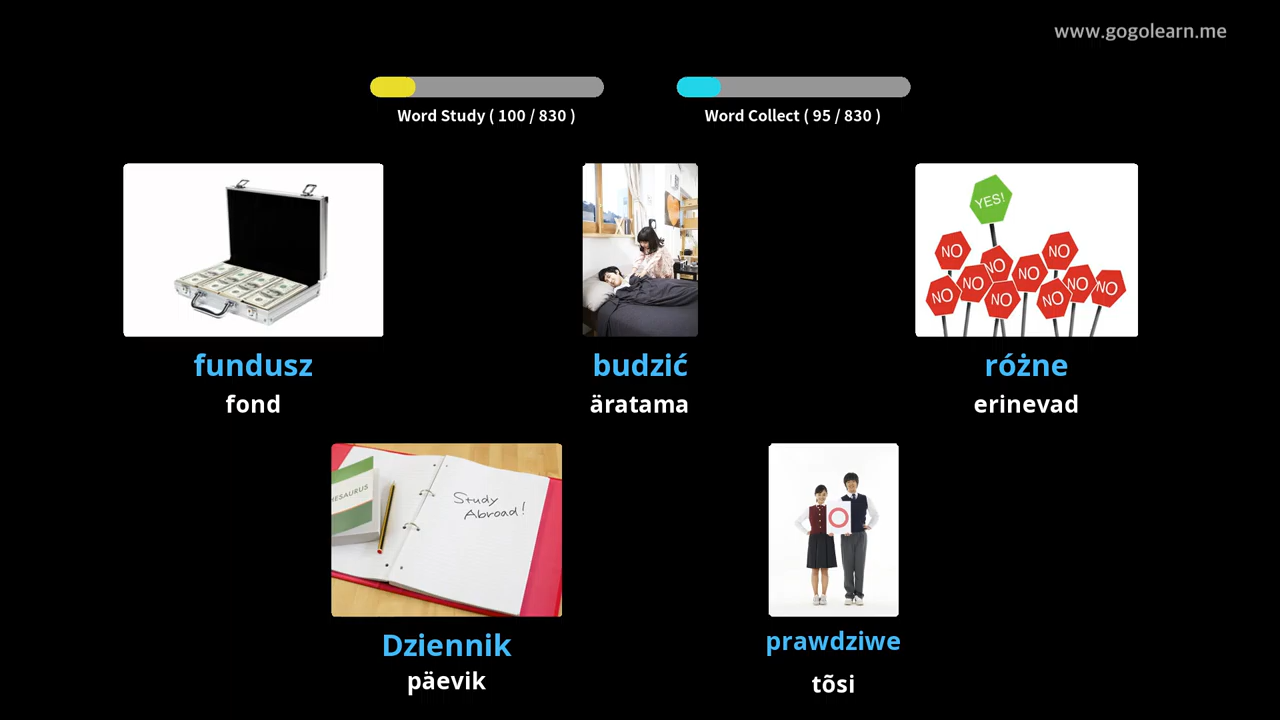 www.gogolearn.me
Word Study ( 100 / 830 )
Word Collect ( 95 / 830 )
YES!
NO
NO
NO
NO
NO
NO
NO
NO
NO
NO
fundusz
fond
budzić
äratama
różne
erinevad
HESAURUS
Study
Abroad!
Dziennik
päevik
prawdziwe
tõsi